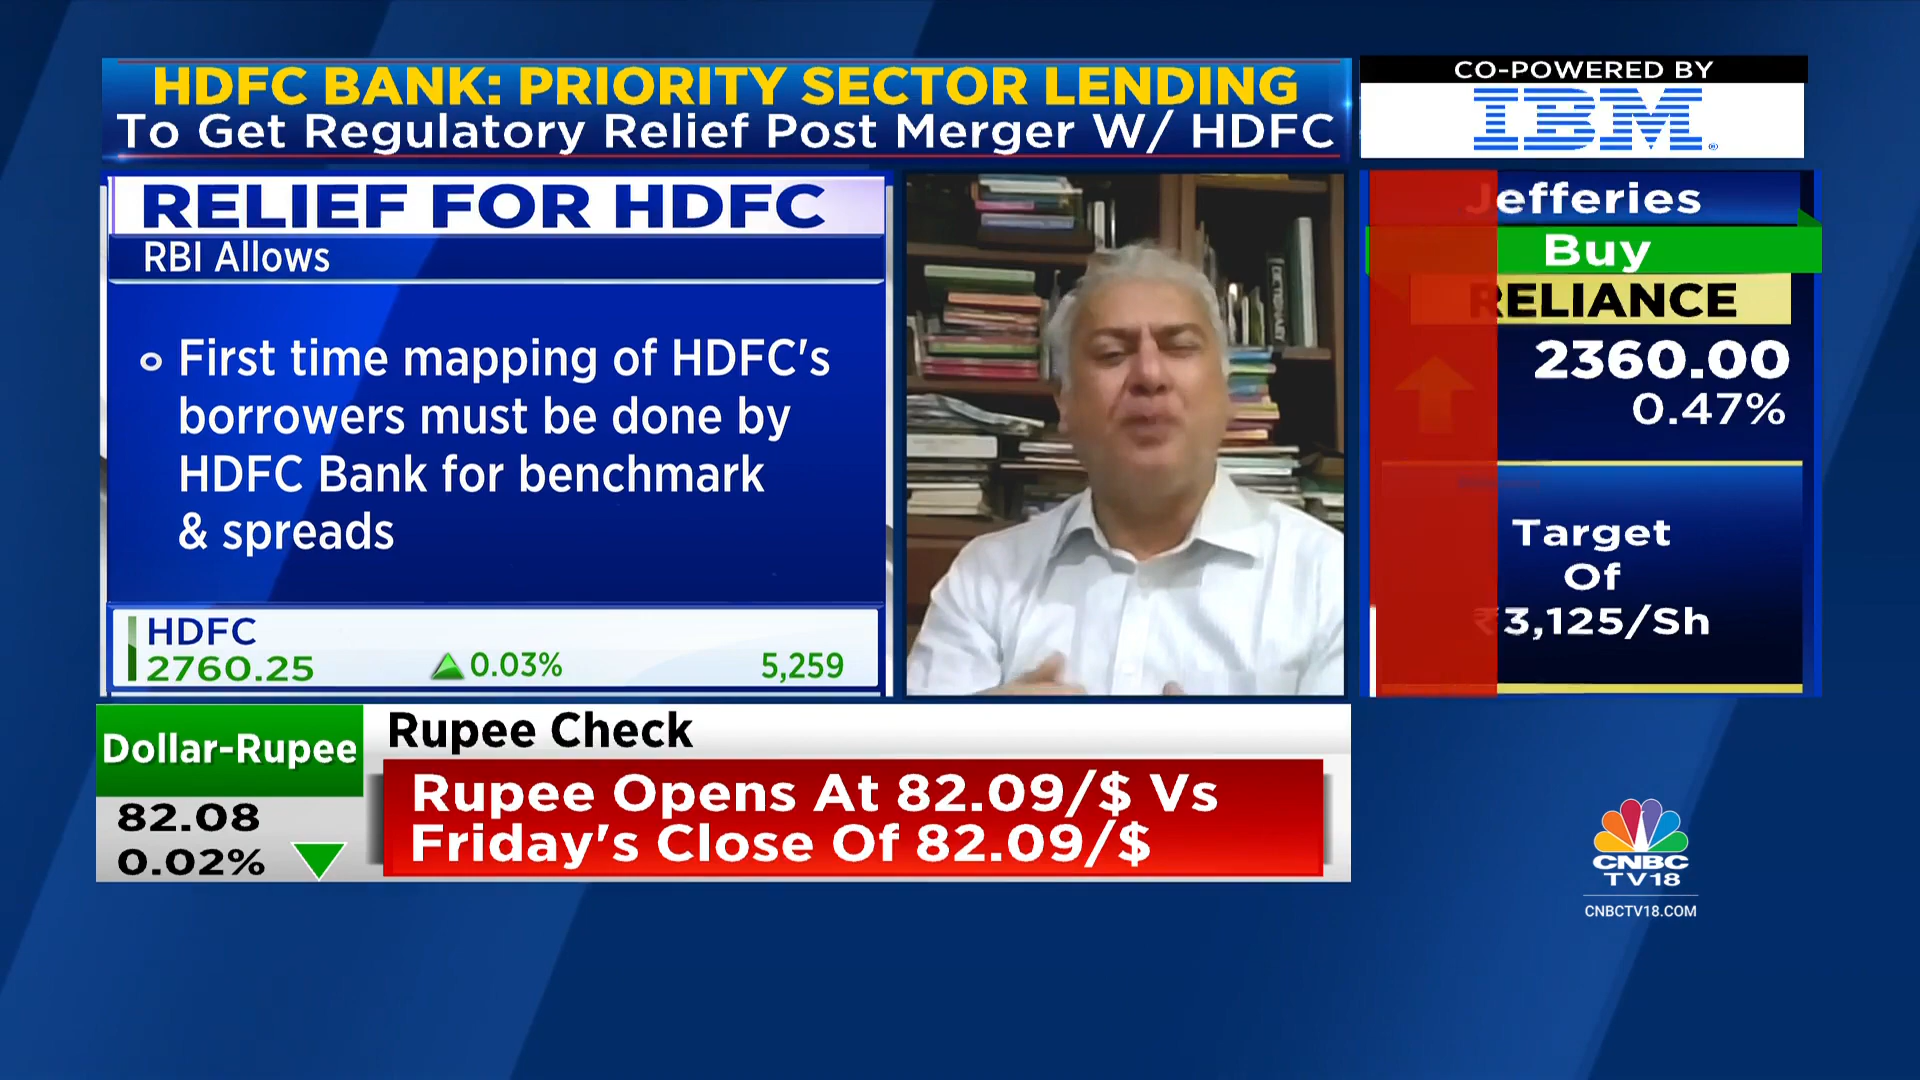 HDFC BANK: PRIORITY SECTOR LENDING
To Get Regulatory Relief Post Merger W/ HDFC
CO-POWERED BY
IBM
RELIEF FOR HDFC
RBI Allows
First time mapping of HDFC's
borrowers must be done by
HDFC Bank for benchmark
& spreads
HDFC
2760.25 0.03% 5,259
DICTIONARY
Jefferies
Buy
RELIANCE
2360.00
0.47%
Target
Of
₹3,125/Sh
Dollar-Rupee
82.08
0.02%
Rupee Check
Rupee Opens At 82.09/$ Vs
Friday's Close Of 82.09/$
CNBC
TV18
CNBCTV18.COM